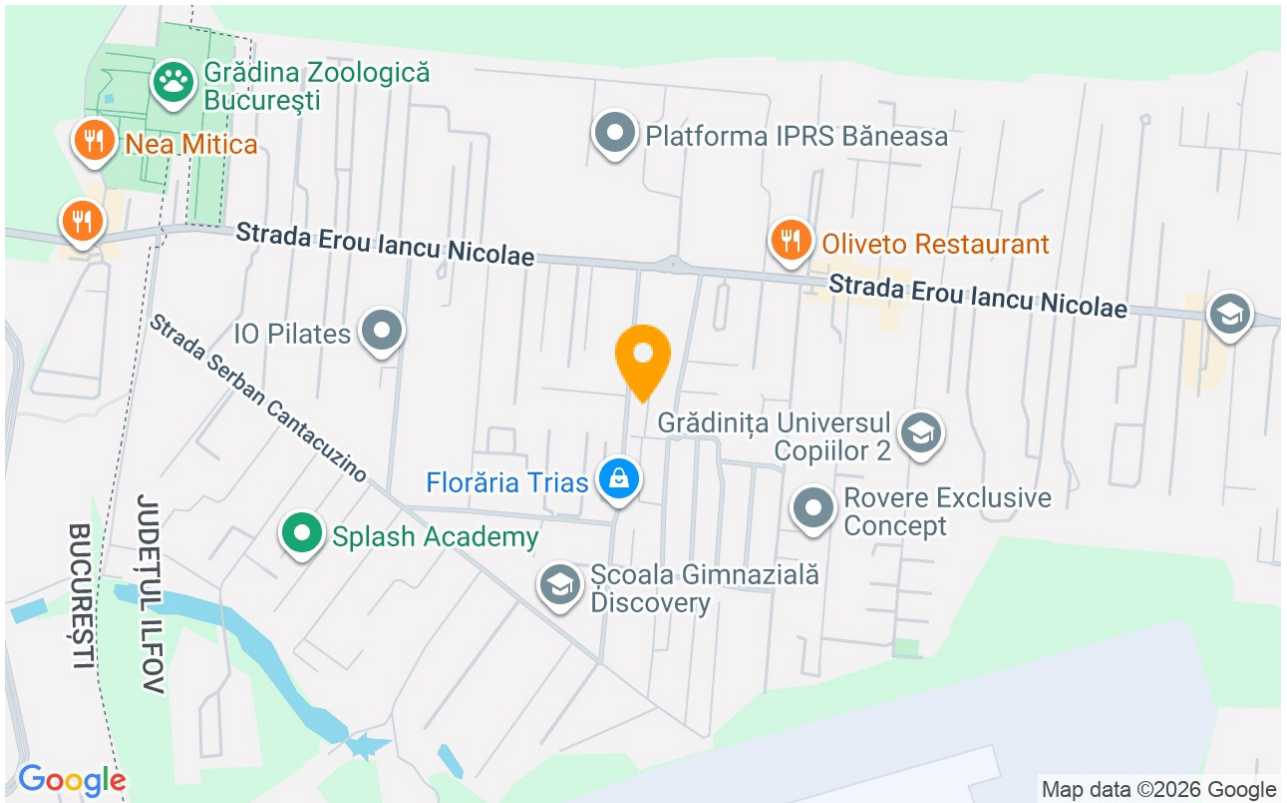 Grădina Zoologică
Bucureşti
Nea Mitica
Platforma IPRS Băneasa
Strada Erou Iancu Nicolae
Oliveto Restaurant
Strada Erou Iancu Nicolae
IO Pilates
Strada Serban Cantacuzino
Grădinița Universul
Copiilor 2
Florăria Trias
Rovere Exclusive
Concept
JUDEȚUL ILFOV
BUCUREȘTI
Splash Academy
Școala Gimnazială
Discovery
Google
Map data ©2026 Google